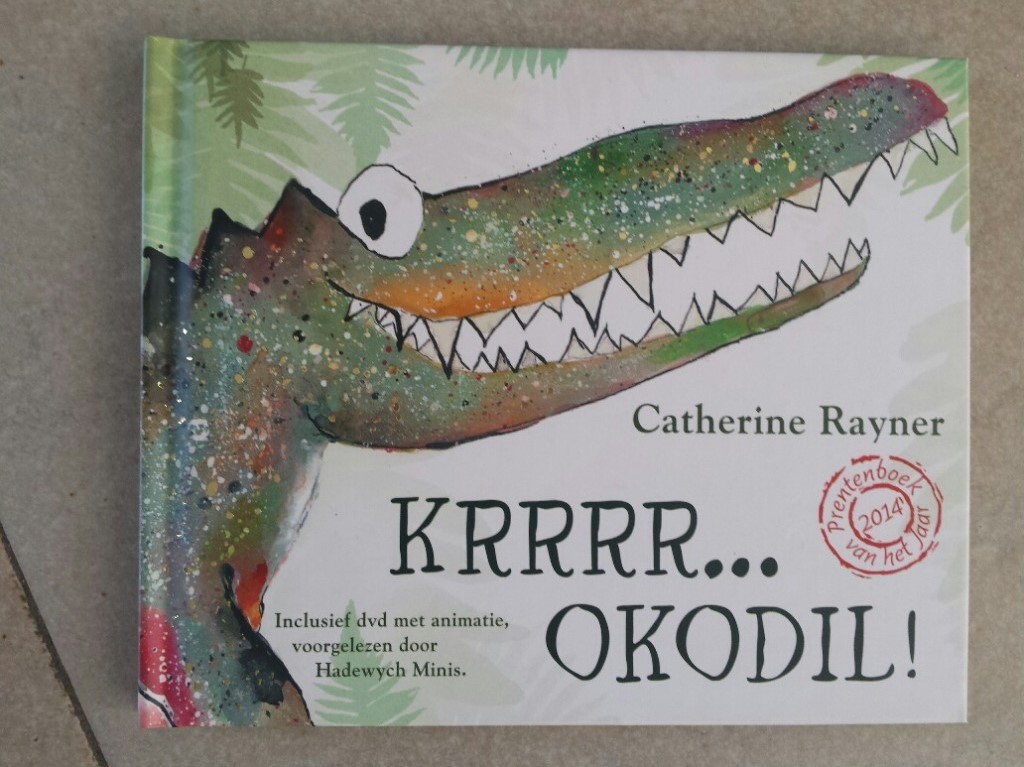 Catherine Rayner
Prentenboek
2014
van het Jaar
KRRRR...
OKODIL!
Inclusief dvd met animatie,
voorgelezen door
Hadewych Minis.